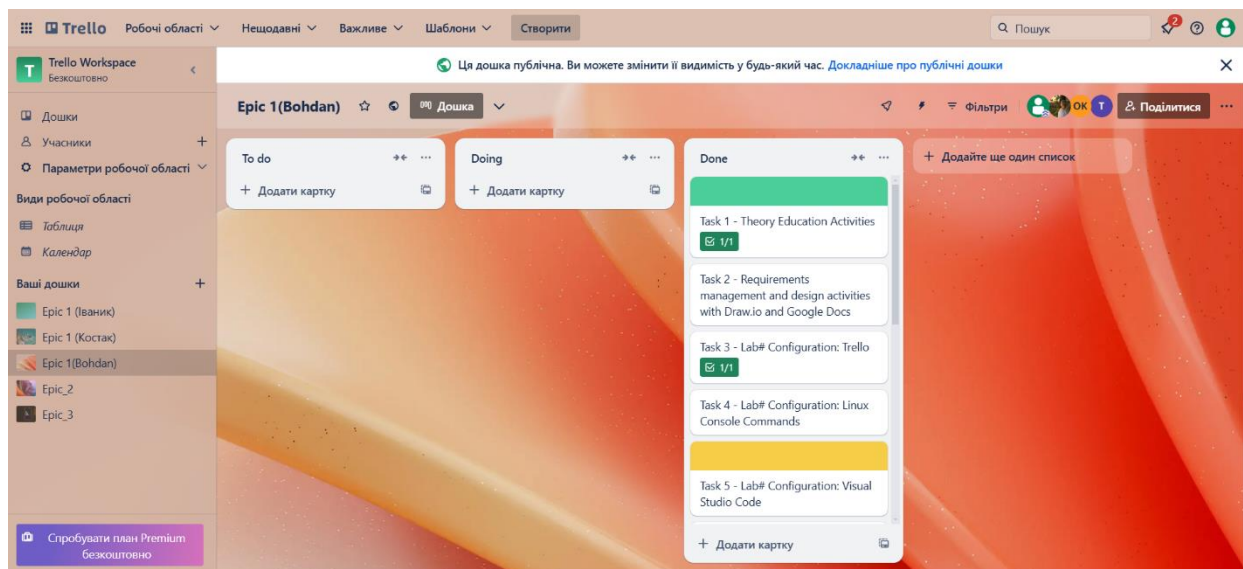 Trello Робочі області Нещодавні Важливе Шаблони Створити Пошук 2
T Trello Workspace
Безкоштовно
Ця дошка публічна. Ви можете змінити її видимість у будь-який час. Докладніше про публічні дошки
Epic 1(Bohdan) Дошка Фільтри OK T Поділитися
Дошки
Учасники
Параметри робочої області
Види робочої області
Таблиця
Календар
Ваші дошки
Epic 1 (Іваник)
Epic 1 (Костак)
Epic 1(Bohdan)
Epic_2
Epic_3
Спробувати план Premium
безкоштовно
To do
Додати картку
Doing
Додати картку
Done
Task 1 - Theory Education Activities
1/1
Task 2 - Requirements
management and design activities
with Draw.io and Google Docs
Task 3 - Lab# Configuration: Trello
1/1
Task 4 - Lab# Configuration: Linux
Console Commands
Task 5 - Lab# Configuration: Visual
Studio Code
Додати картку
Додайте ще один список